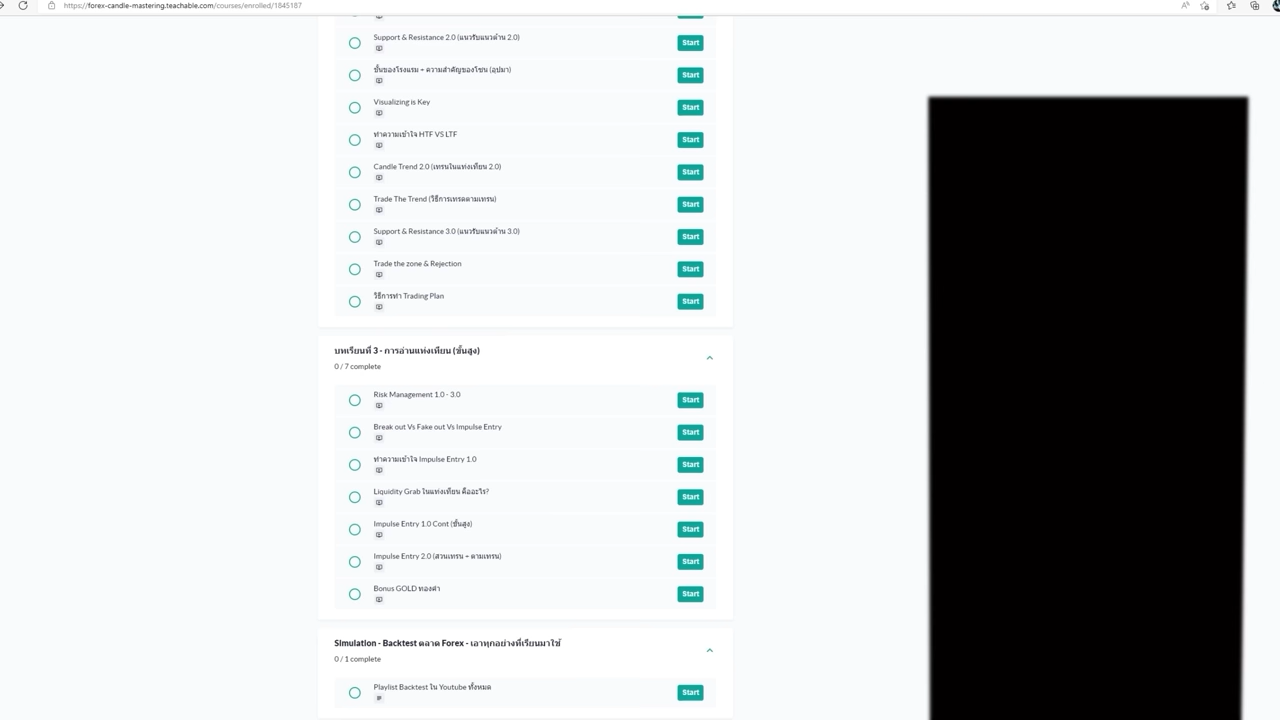 https://forex-candle-mastering.teachable.com/courses/enrolled/1845187
Support & Resistance 2.0 (แนวรับแนวต้าน 2.0)
Start
ชั้นของโรงแรม + ความสำคัญของโซน (อุปมา)
Start
Visualizing is Key
Start
ทำความเข้าใจ HTF VS LTF
Start
Candle Trend 2.0 (เทรนในแท่งเทียน 2.0)
Start
Trade The Trend (วิธีการเทรดตามเทรน)
Start
Support & Resistance 3.0 (แนวรับแนวต้าน 3.0)
Start
Trade the zone & Rejection
Start
วิธีการทำ Trading Plan
Start
บทเรียนที่ 3 - การอ่านแท่งเทียน (ขั้นสูง)
0 / 7 complete
Risk Management 1.0 - 3.0
Start
Break out Vs Fake out Vs Impulse Entry
Start
ทำความเข้าใจ Impulse Entry 1.0
Start
Liquidity Grab ในแท่งเทียน คืออะไร?
Start
Impulse Entry 1.0 Cont (ขั้นสูง)
Start
Impulse Entry 2.0 (สวนเทรน + ตามเทรน)
Start
Bonus GOLD ทองคำ
Start
Simulation - Backtest ตลาด Forex - เอาทุกอย่างที่เรียนมาใช้
0 / 1 complete
Playlist Backtest ใน Youtube ทั้งหมด
Start